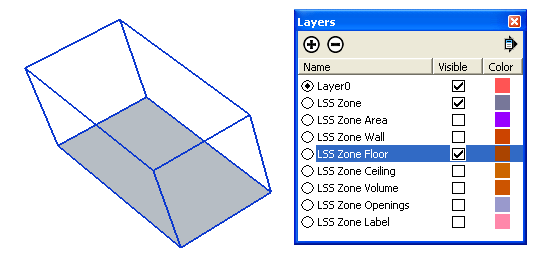 Layers
Name Visible Color
Layer0
LSS Zone
LSS Zone Area
LSS Zone Wall
LSS Zone Floor
LSS Zone Ceiling
LSS Zone Volume
LSS Zone Openings
LSS Zone Label